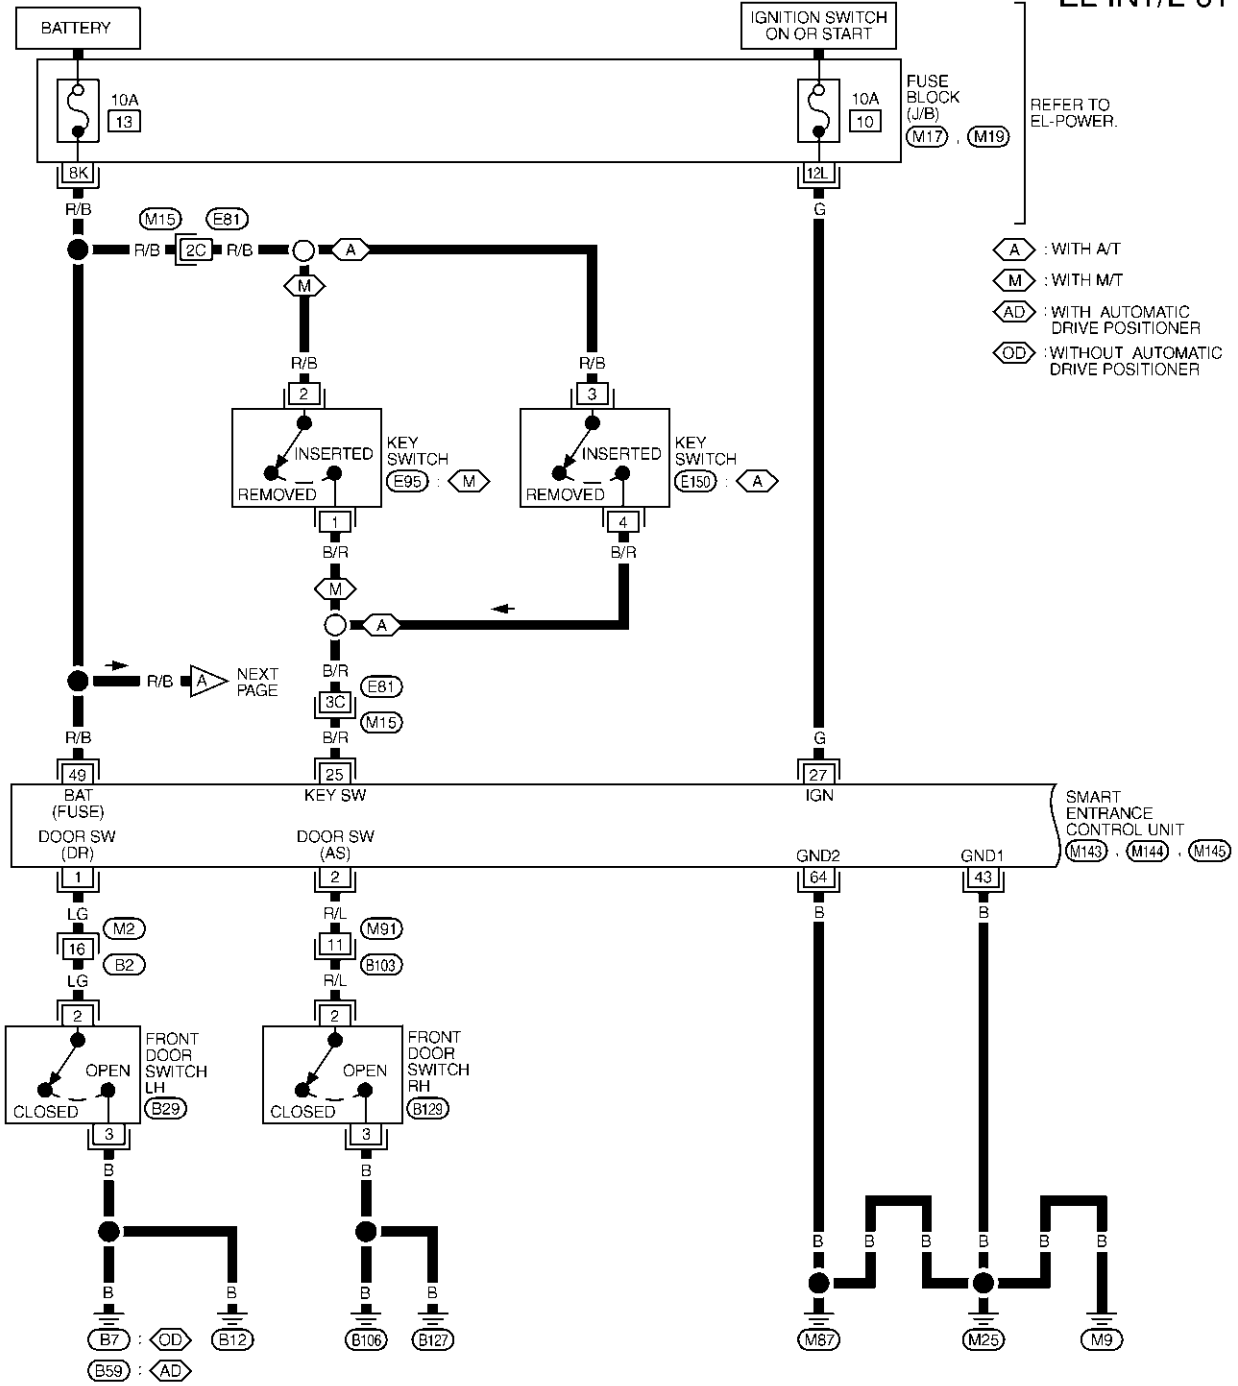 EL-INT/L-01
BATTERY
IGNITION SWITCH
ON OR START
10A
13
10A
10
FUSE
BLOCK
(J/B)
M17 , M19
REFER TO
EL-POWER.
8K
12L
R/B
G
M15
E81
R/B
2C
R/B
A
M
A : WITH A/T
M : WITH M/T
AD : WITH AUTOMATIC
DRIVE POSITIONER
OD : WITHOUT AUTOMATIC
DRIVE POSITIONER
R/B
R/B
2
3
INSERTED
REMOVED
KEY
SWITCH
E95 : M
INSERTED
REMOVED
KEY
SWITCH
E150 : A
1
4
B/R
B/R
M
A
R/B
A
NEXT
PAGE
B/R
3C
E81
M15
R/B
B/R
G
49
25
27
BAT
(FUSE)
KEY SW
IGN
DOOR SW
(DR)
DOOR SW
(AS)
GND2
GND1
SMART
ENTRANCE
CONTROL UNIT
M143 , M144 , M145
1
2
64
43
LG
R/L
B
B
M2
16
B2
M91
11
B103
LG
R/L
2
2
OPEN
CLOSED
FRONT
DOOR
SWITCH
LH
B29
OPEN
CLOSED
FRONT
DOOR
SWITCH
RH
B129
3
3
B
B
B
B
B
B
B
B
B
B
B
B
B7 : OD
B59 : AD
B12
B106
B127
M87
M25
M9